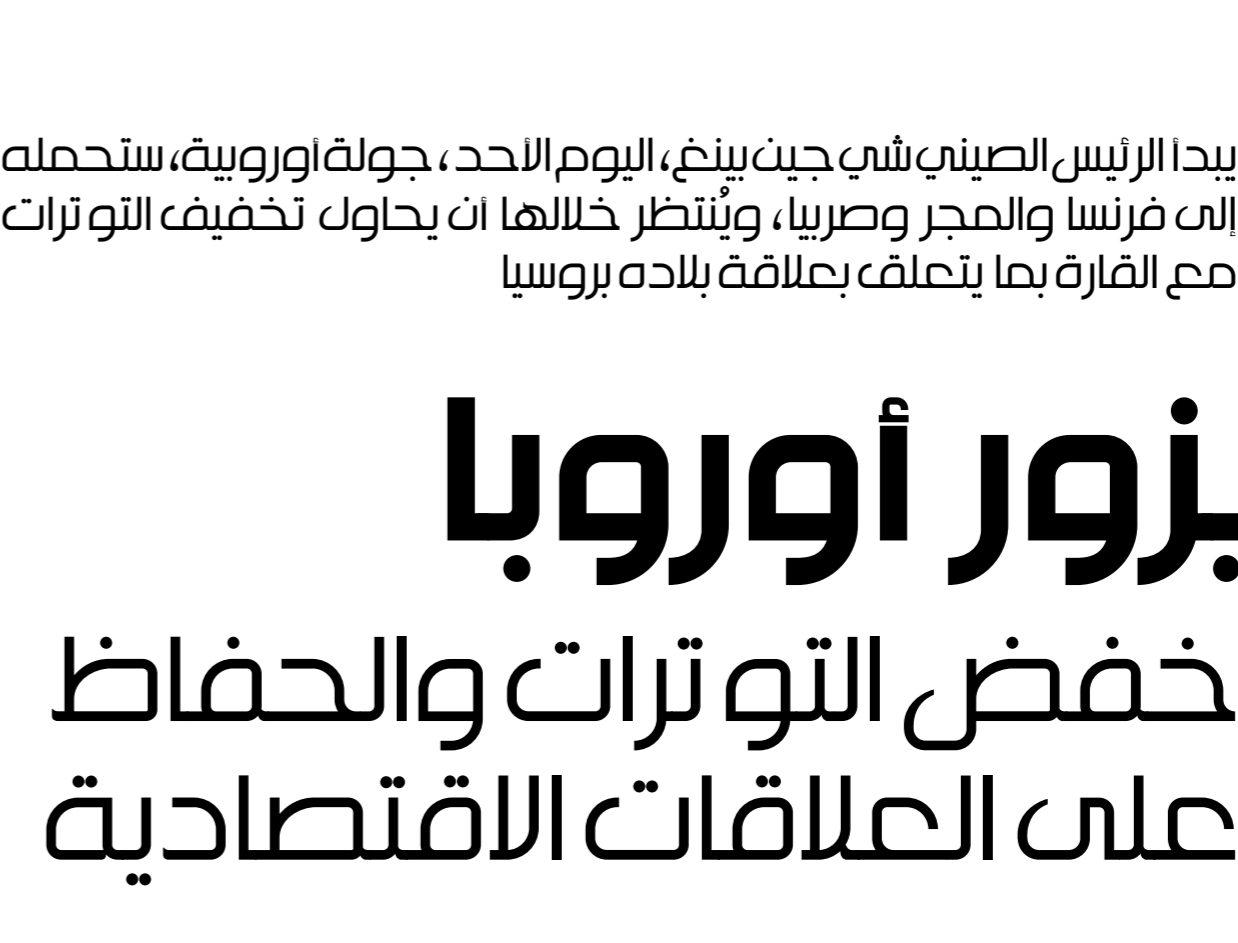 يبدأ الرئيس الصيني شي جين بينغ، اليوم الأحد، جولة أوروبية، ستحمله
إلى فرنسا والمجر وصربيا، ويُنتظر خلالها أن يحاول تخفيف التوترات
مع القارة بما يتعلق بعلاقة بلاده بروسيا
يزور أوروبا
خفض التوترات والحفاظ
على العلاقات الاقتصادية